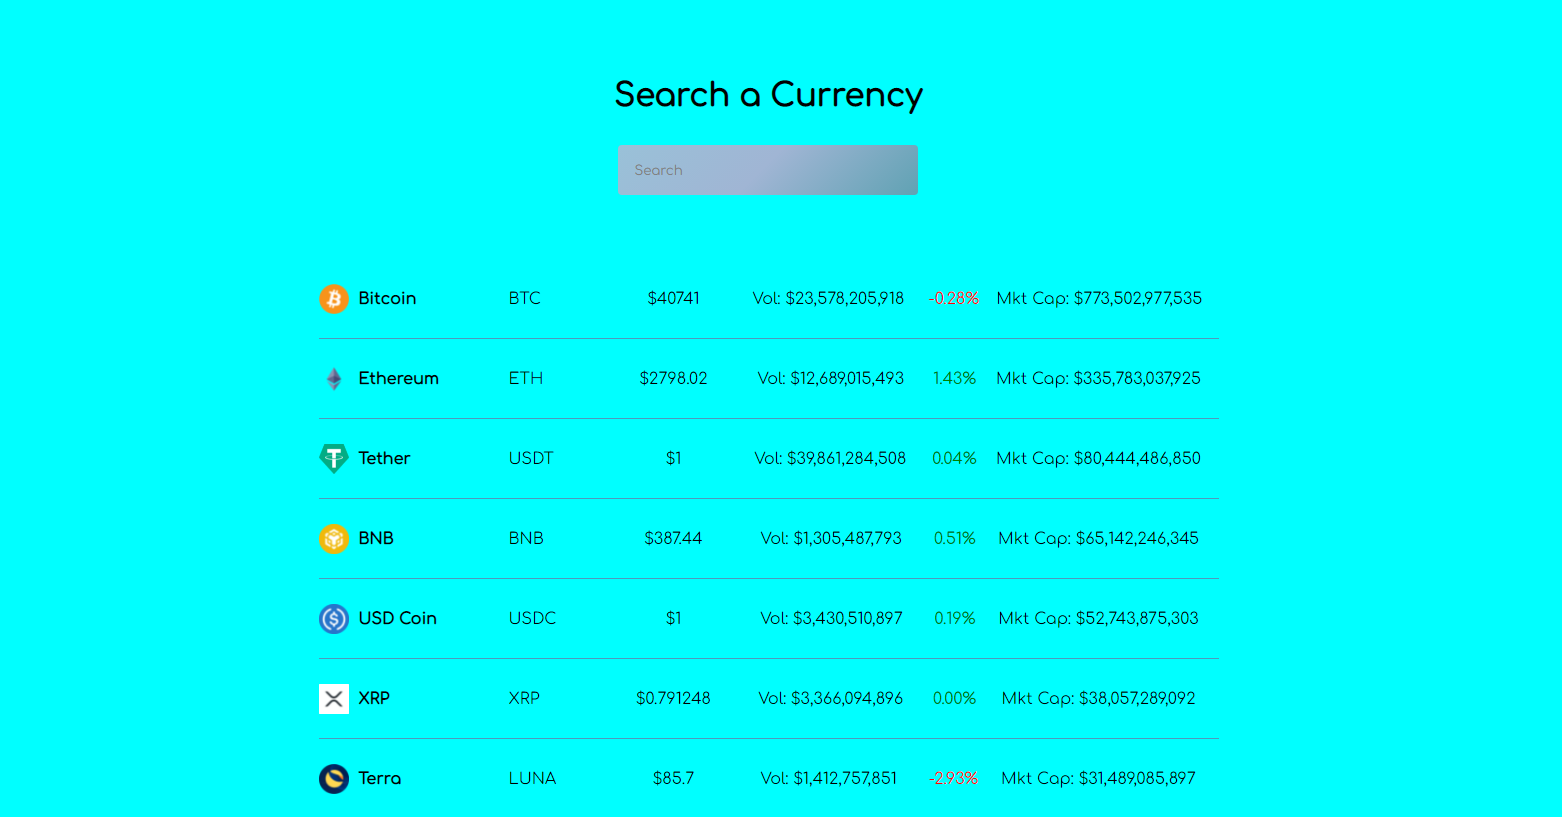 Search a Currency
Search
Bitcoin BTC $40741 Vol: $23,578,205,918 -0.28% Mkt Cap: $773,502,977,535
Ethereum ETH $2798.02 Vol: $12,689,015,493 1.43% Mkt Cap: $335,783,037,925
Tether USDT $1 Vol: $39,861,284,508 0.04% Mkt Cap: $80,444,486,850
BNB BNB $387.44 Vol: $1,305,487,793 0.51% Mkt Cap: $65,142,246,345
USD Coin USDC $1 Vol: $3,430,510,897 0.19% Mkt Cap: $52,743,875,303
XRP XRP $0.791248 Vol: $3,366,094,896 0.00% Mkt Cap: $38,057,289,092
Terra LUNA $85.7 Vol: $1,412,757,851 -2.93% Mkt Cap: $31,489,085,897